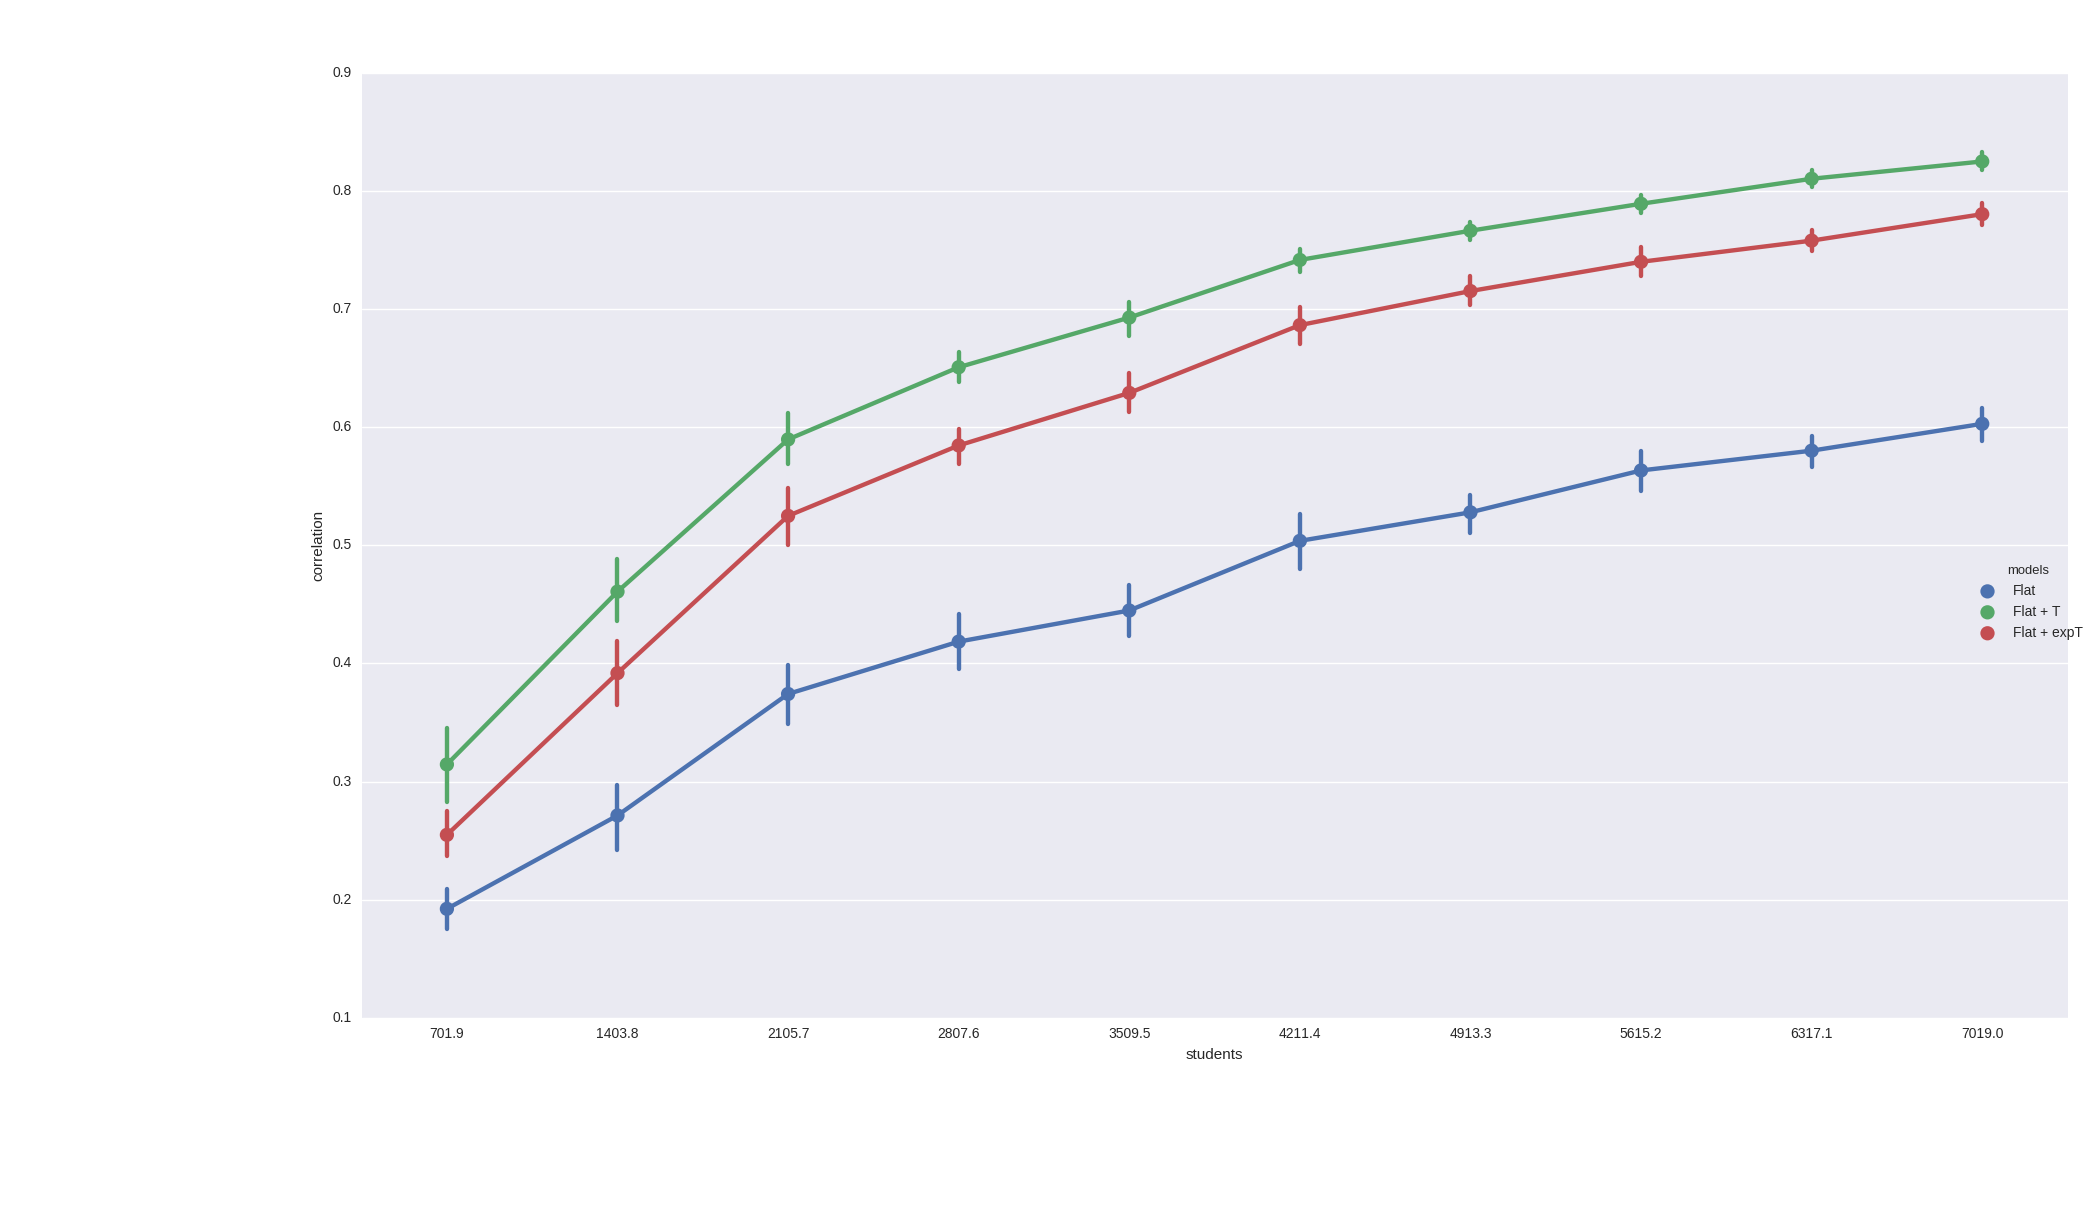 0.9
0.8
0.7
0.6
0.5
0.4
0.3
0.2
0.1
correlation
701.9 1403.8 2105.7 2807.6 3509.5 4211.4 4913.3 5615.2 6317.1 7019.0
students
models
Flat
Flat + T
Flat + expT